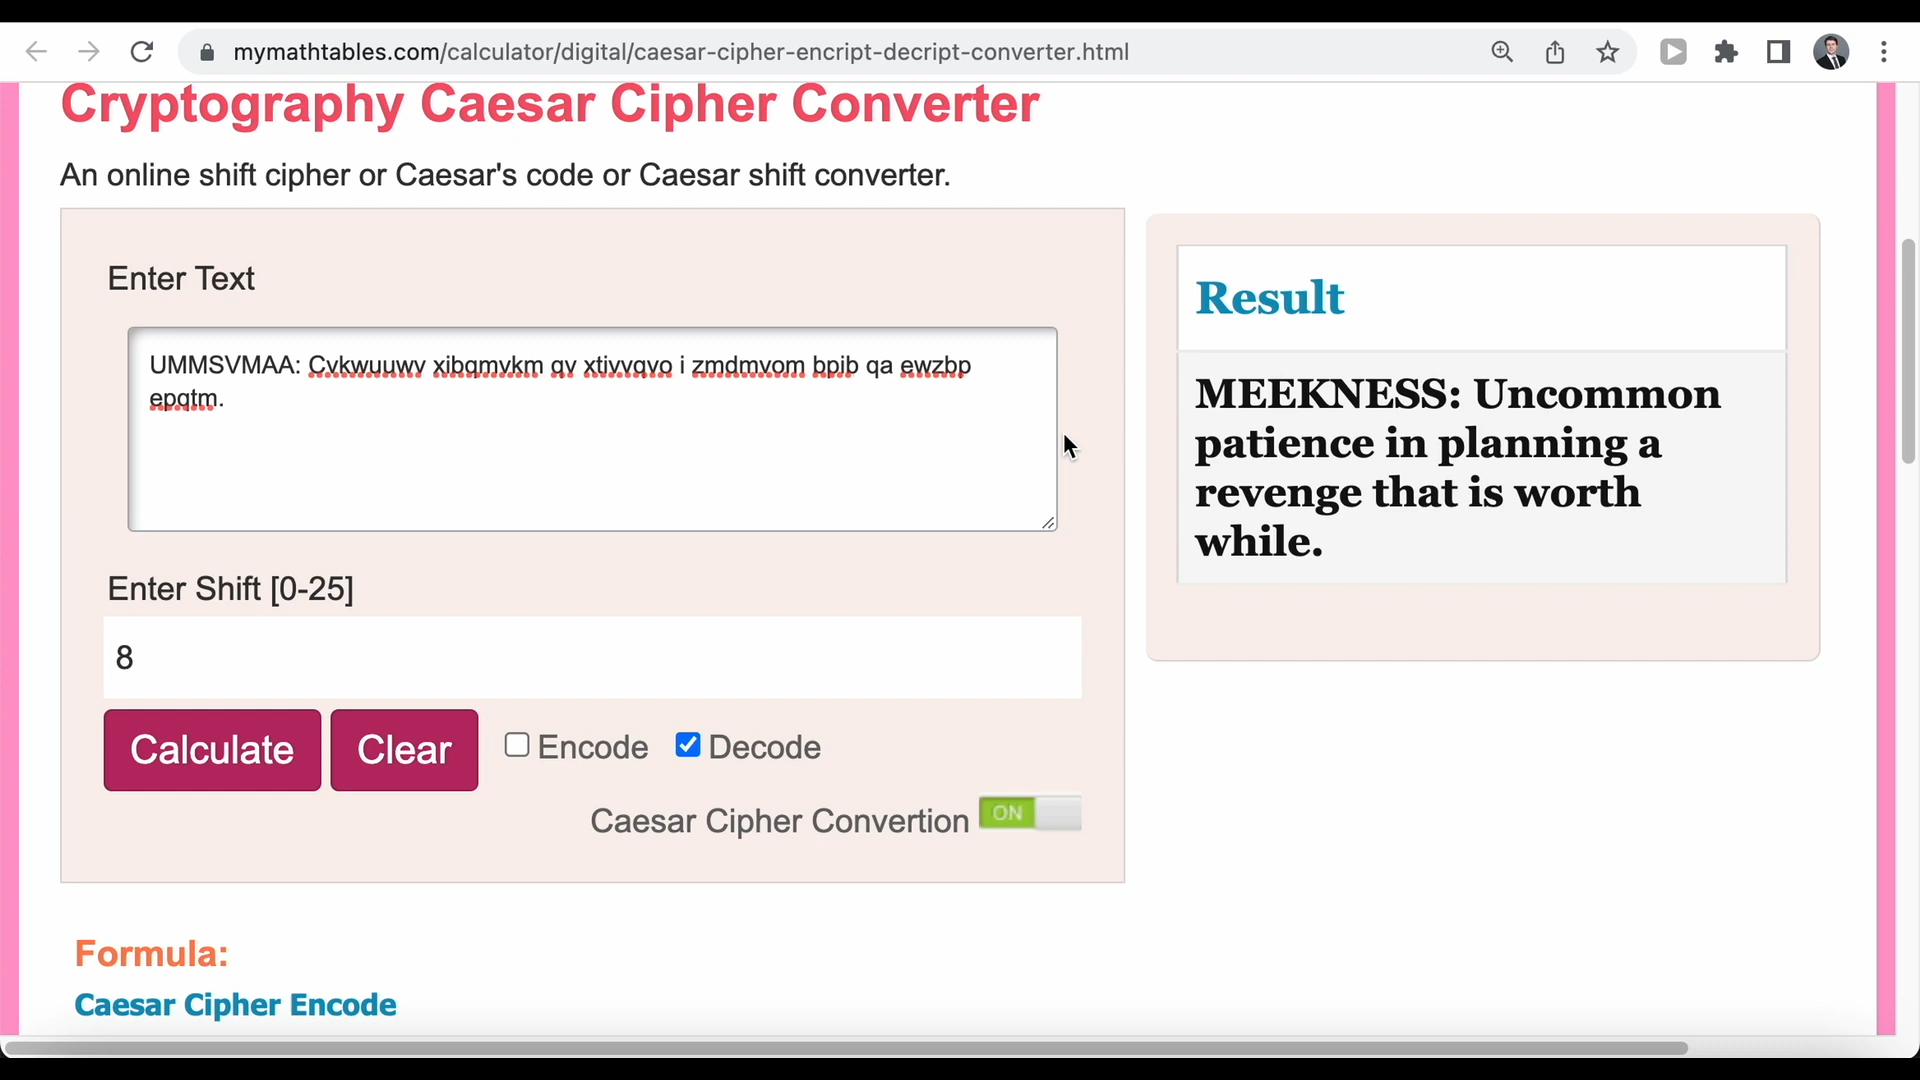 mymathtables.com/calculator/digital/caesar-cipher-encript-decript-converter.html
Cryptography Caesar Cipher Converter
An online shift cipher or Caesar's code or Caesar shift converter.
Enter Text
UMMSVMAA: Cvkwuuwv xibqmvkm qv xtivvqvo i zmdmvom bpib qa ewzbp
epqtm.
Enter Shift [0-25]
8
Calculate Clear Encode Decode
Caesar Cipher Convertion ON
Result
MEEKNESS: Uncommon
patience in planning a
revenge that is worth
while.
Formula:
Caesar Cipher Encode